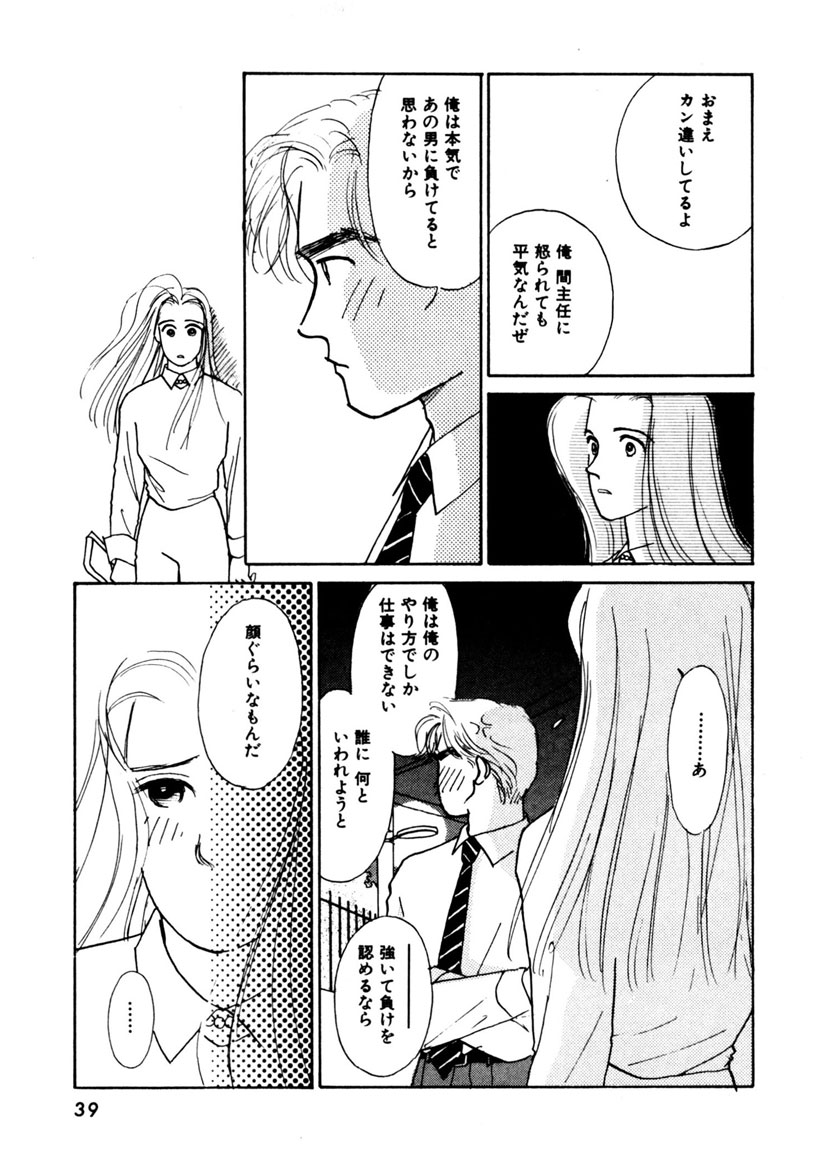 おまえ
カン違いしてるよ
俺 間主任に
怒られても
平気なんだぜ
俺は本気で
あの男に負けてると
思わないから
………あ
俺は俺の
やり方でしか
仕事はできない
誰に 何と
いわれようと
――強いて負けを
認めるなら
顔ぐらいなもんだ
……
39